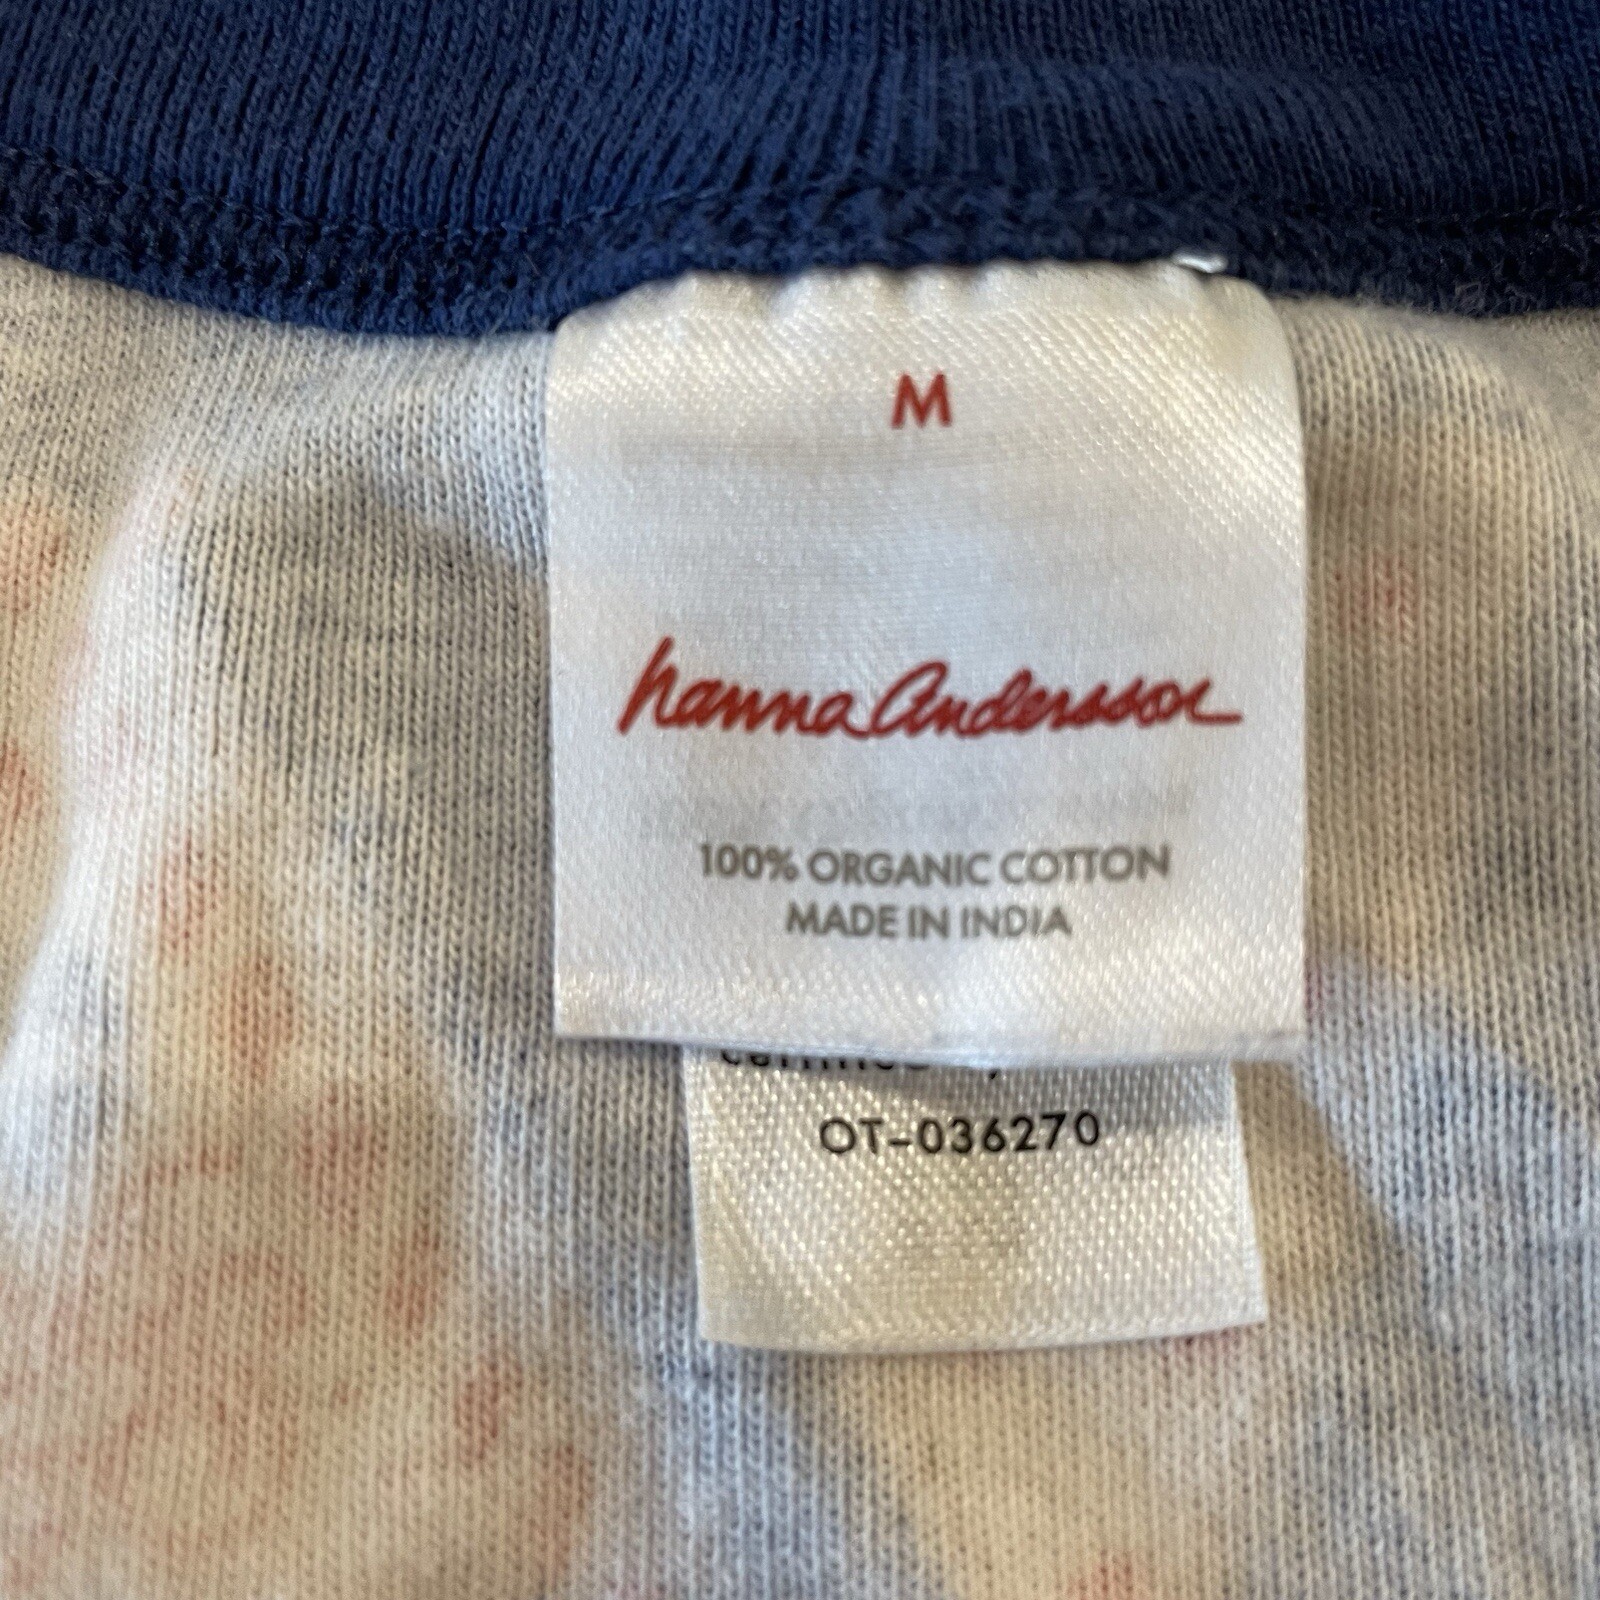 M
hanna Andersson
100% ORGANIC COTTON
MADE IN INDIA
OT-036270